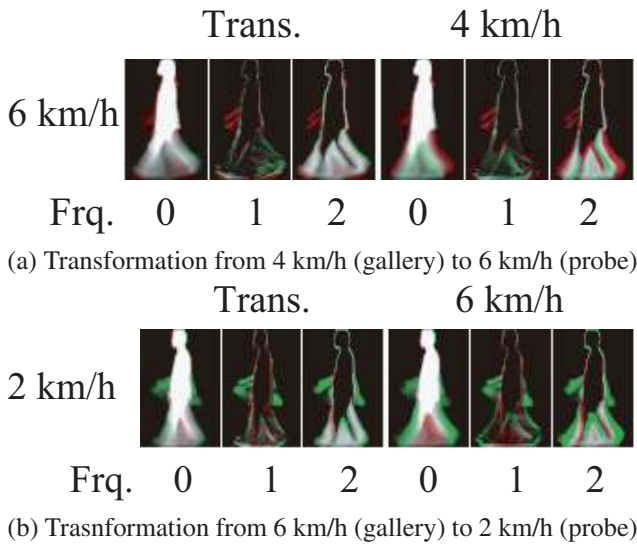 Trans. 4 km/h
6 km/h
Frq. 0 1 2 0 1 2
(a) Transformation from 4 km/h (gallery) to 6 km/h (probe)
Trans. 6 km/h
2 km/h
Frq. 0 1 2 0 1 2
(b) Trasnformation from 6 km/h (gallery) to 2 km/h (probe)